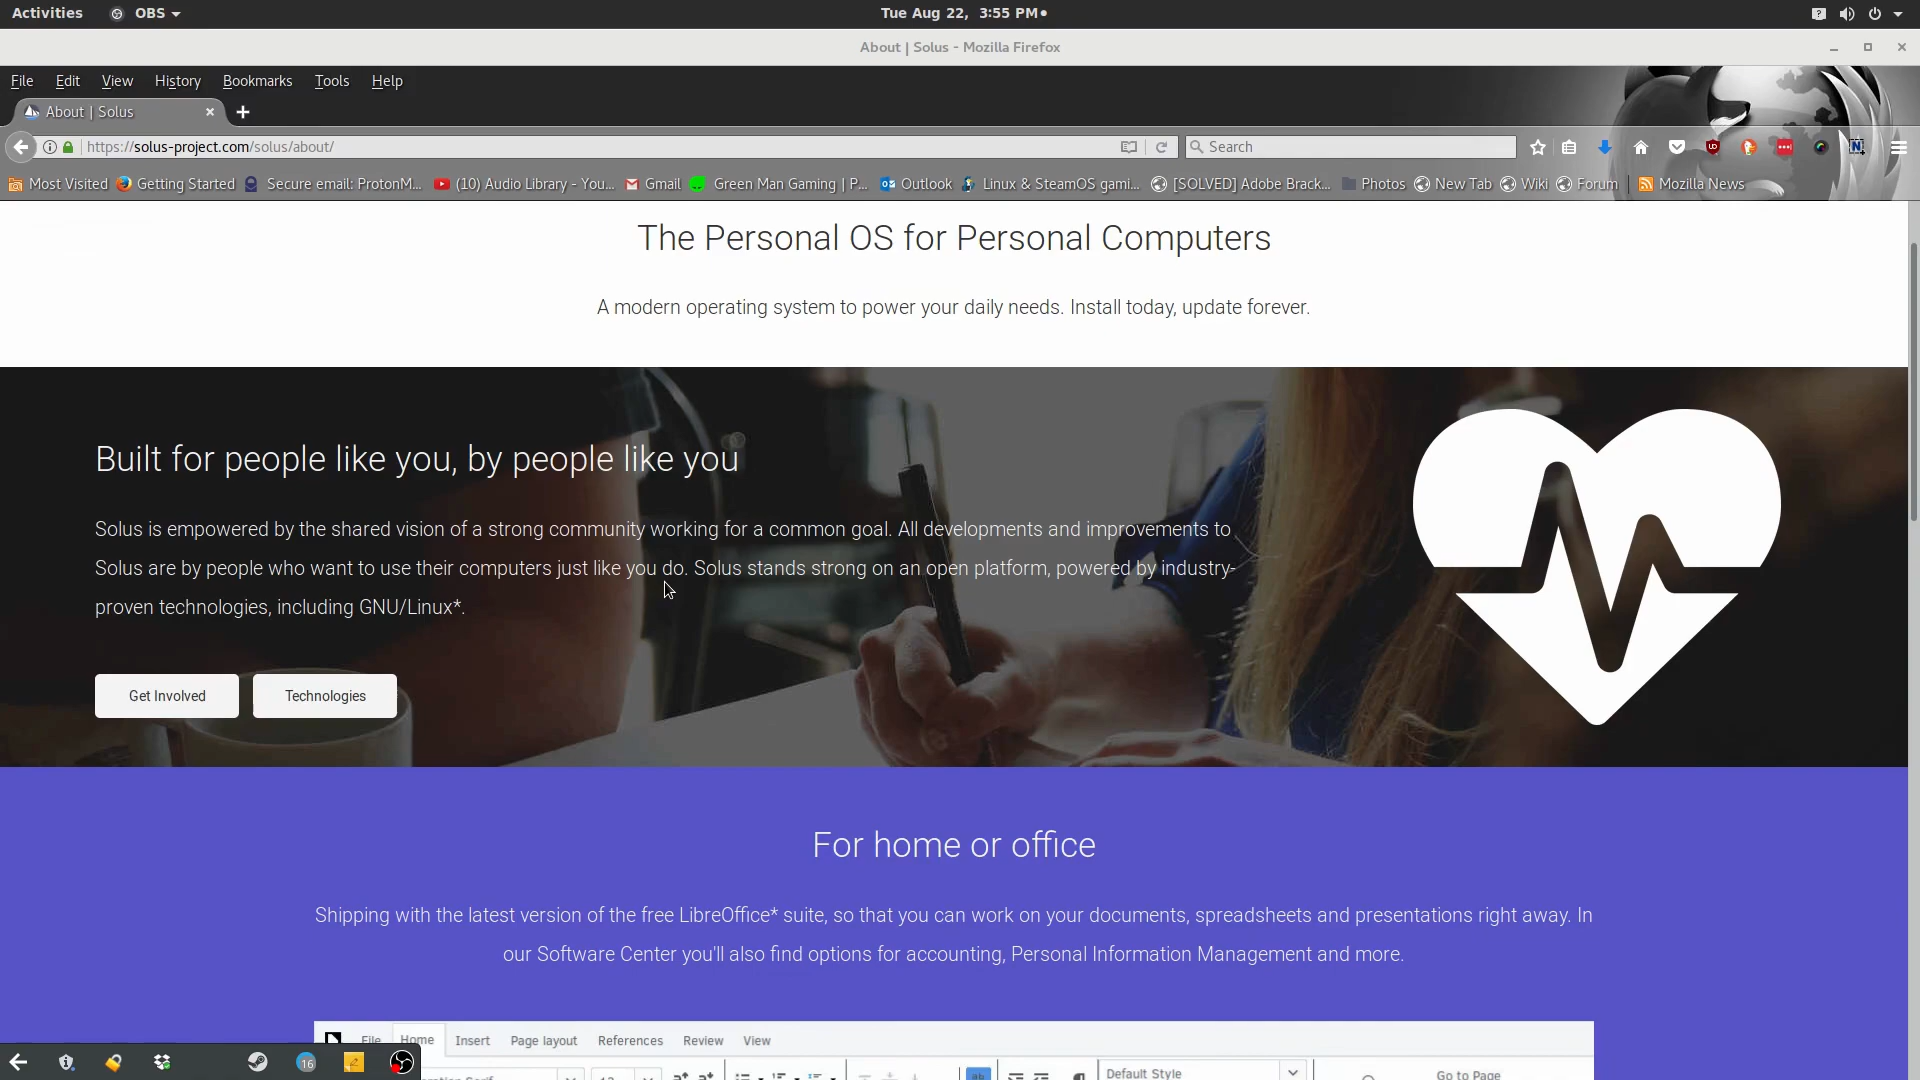 Activities OBS Tue Aug 22, 3:55 PM
About | Solus - Mozilla Firefox
File Edit View History Bookmarks Tools Help
About | Solus
https://solus-project.com/solus/about/ Search
Most Visited Getting Started Secure email: ProtonM... (10) Audio Library - You... Gmail Green Man Gaming | P... Outlook Linux & SteamOS gami... [SOLVED] Adobe Brack... Photos New Tab Wiki Forum Mozilla News
The Personal OS for Personal Computers
A modern operating system to power your daily needs. Install today, update forever.
Built for people like you, by people like you
Solus is empowered by the shared vision of a strong community working for a common goal. All developments and improvements to
Solus are by people who want to use their computers just like you do. Solus stands strong on an open platform, powered by industry-
proven technologies, including GNU/Linux*.
Get Involved Technologies
For home or office
Shipping with the latest version of the free LibreOffice* suite, so that you can work on your documents, spreadsheets and presentations right away. In
our Software Center you'll also find options for accounting, Personal Information Management and more.
File Home Insert Page layout References Review View
16 Default Style Go to Page